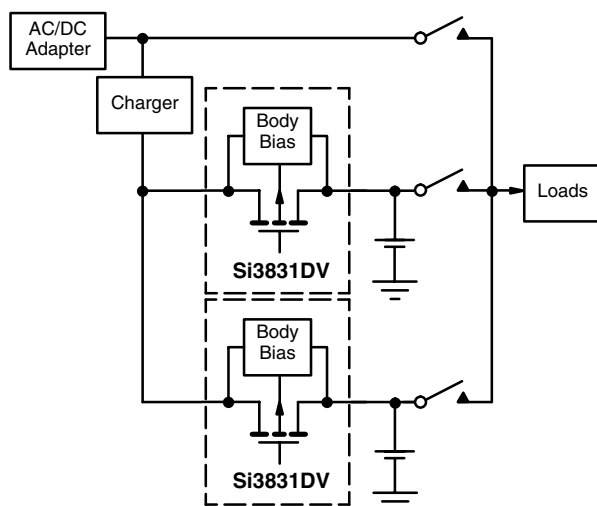 AC/DC
Adapter
Charger
Body
Bias
Loads
Si3831DV
Body
Bias
Si3831DV